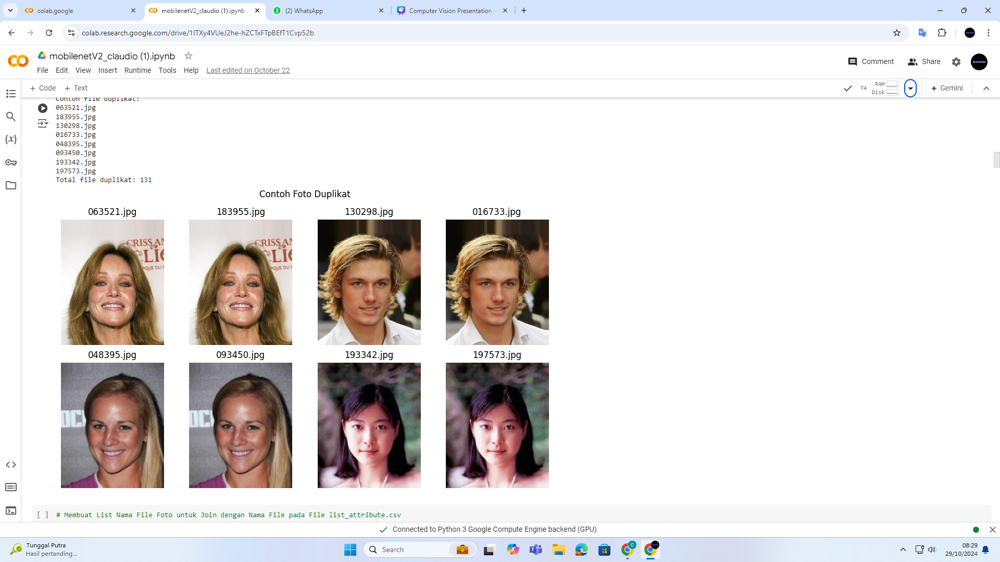 colab.google
mobilenetV2_claudio (1).ipynb -
(2) WhatsApp
Computer Vision Presentation -
colab.research.google.com/drive/1ITXy4VUeJ2he-hZCTxFTpBEfT1Cvp52b
mobilenetV2_claudio (1).ipynb
Comment
Share
File Edit View Insert Runtime Tools Help Last edited on October 22
+ Code + Text
T4
RAM
Disk
Gemini
Contoh file duplikat:
063521.jpg
183955.jpg
130298.jpg
016733.jpg
048395.jpg
093450.jpg
193342.jpg
197573.jpg
Total file duplikat: 131
Contoh Foto Duplikat
063521.jpg 183955.jpg 130298.jpg 016733.jpg
CRISS AN
LIE
QUE DU S
CRISS AN
LIE
QUE DU S
048395.jpg 093450.jpg 193342.jpg 197573.jpg
OCK
OCK
[ ] # Membuat List Nama File Foto untuk Join dengan Nama File pada File list_attribute.csv
Connected to Python 3 Google Compute Engine backend (GPU)
Tunggal Putra
Hasil pertanding...
Search
C
08:29
29/10/2024